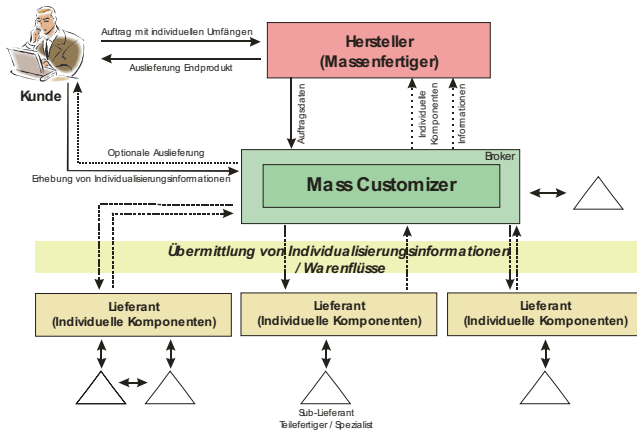 Auftrag mit individuellen Umfängen
Auslieferung Endprodukt
Hersteller
(Massenfertiger)
Kunde
Auftragsdaten
Individuelle
Komponenten
Informationen
Optionale Auslieferung
Erhebung von Individualisierungsinformationen
Broker
Mass Customizer
Übermittlung von Individualisierungsinformationen
/ Warenflüsse
Lieferant
(Individuelle Komponenten)
Lieferant
(Individuelle Komponenten)
Lieferant
(Individuelle Komponenten)
Sub-Lieferant
Teilefertiger / Spezialist